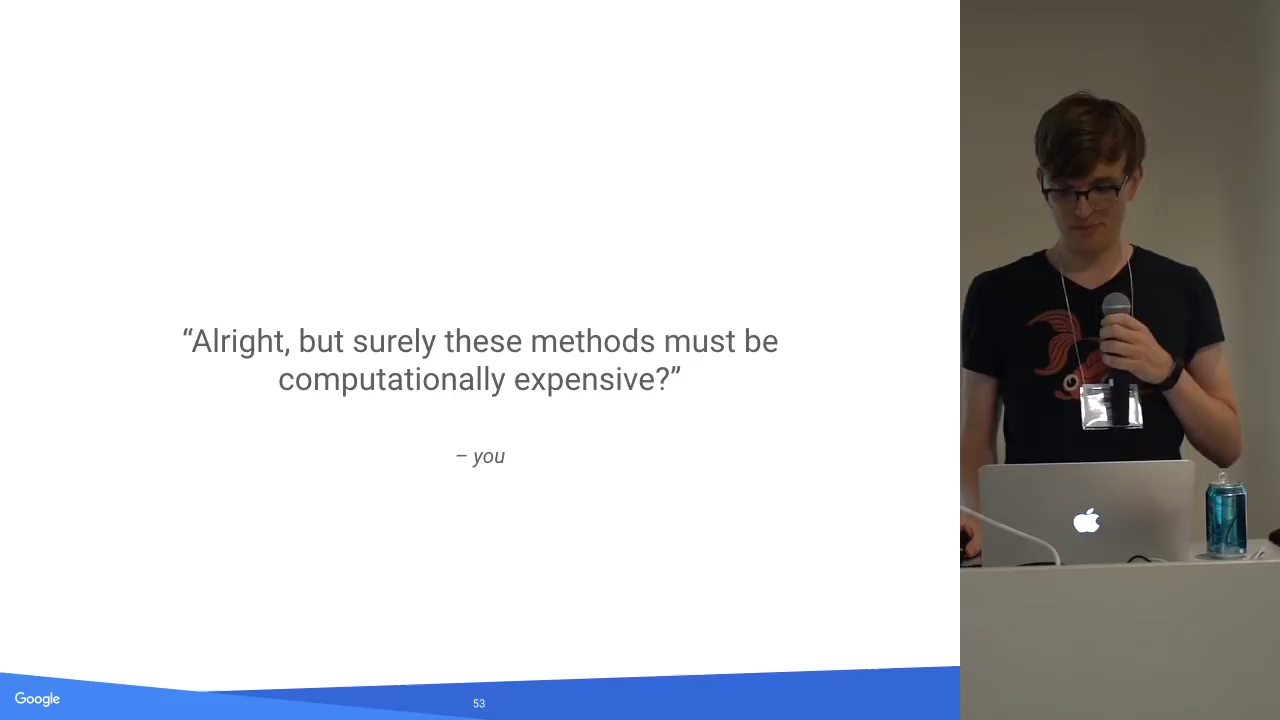 “Alright, but surely these methods must be
computationally expensive?”
– you
Google
53